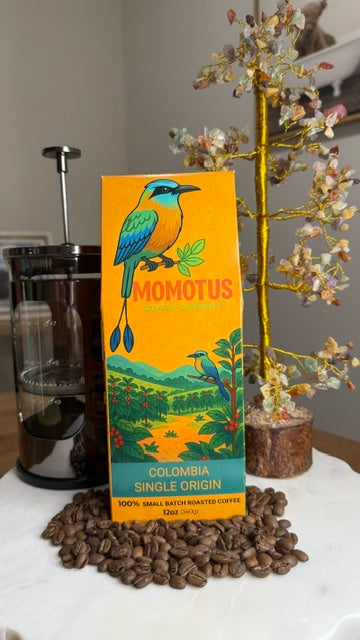 MOMOTUS
COFFEE COMPANY
COLOMBIA
SINGLE ORIGIN
100% SMALL BATCH ROASTED COFFEE
12oz (340g)